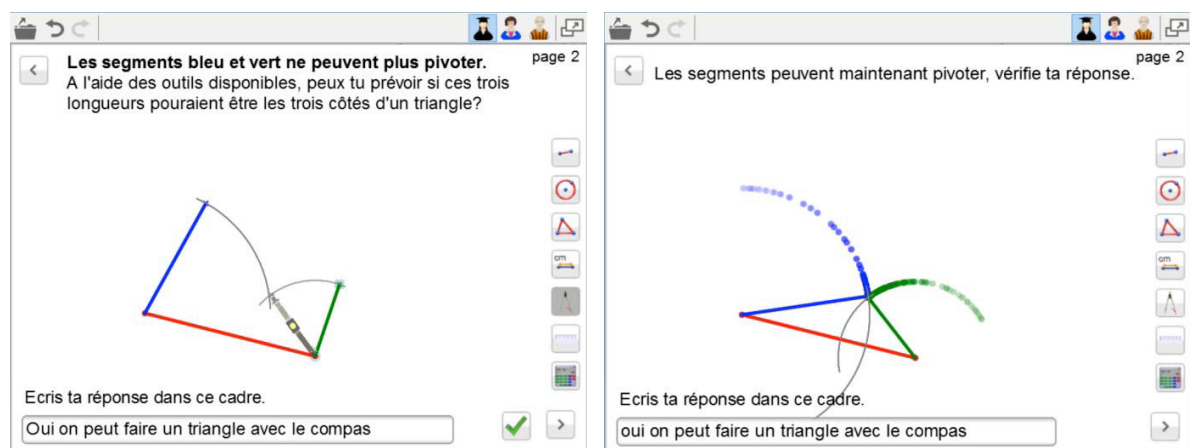 page 2
Les segments bleu et vert ne peuvent plus pivoter.
A l'aide des outils disponibles, peux tu prévoir si ces trois
longueurs pouraient être les trois côtés d'un triangle?
cm
Ecris ta réponse dans ce cadre.
Oui on peut faire un triangle avec le compas
page 2
Les segments peuvent maintenant pivoter, vérifie ta réponse.
cm
Ecris ta réponse dans ce cadre.
oui on peut faire un triangle avec le compas